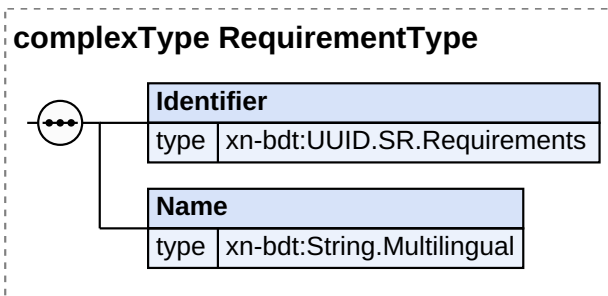 complexType RequirementType
Identifier
type xn-bdt:UUID.SR.Requirements
Name
type xn-bdt:String.Multilingual